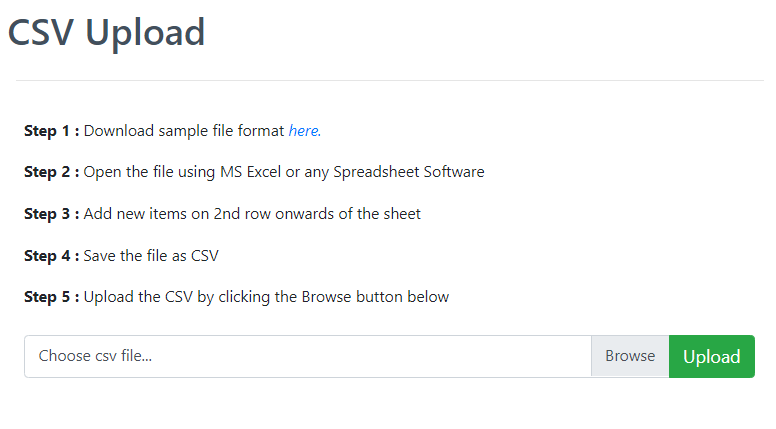 CSV Upload
Step 1 : Download sample file format here.
Step 2 : Open the file using MS Excel or any Spreadsheet Software
Step 3 : Add new items on 2nd row onwards of the sheet
Step 4 : Save the file as CSV
Step 5 : Upload the CSV by clicking the Browse button below
Choose csv file... Browse Upload